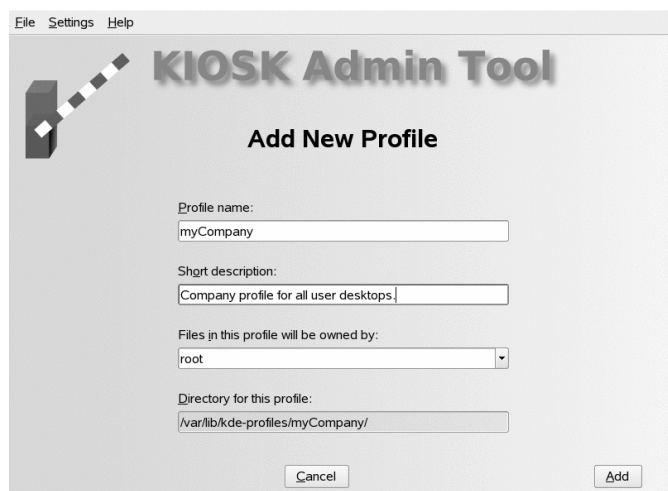 File Settings Help
KIOSK Admin Tool
Add New Profile
Profile name:
myCompany
Short description:
Company profile for all user desktops.
Files in this profile will be owned by:
root
Directory for this profile:
/var/lib/kde-profiles/myCompany/
Cancel Add